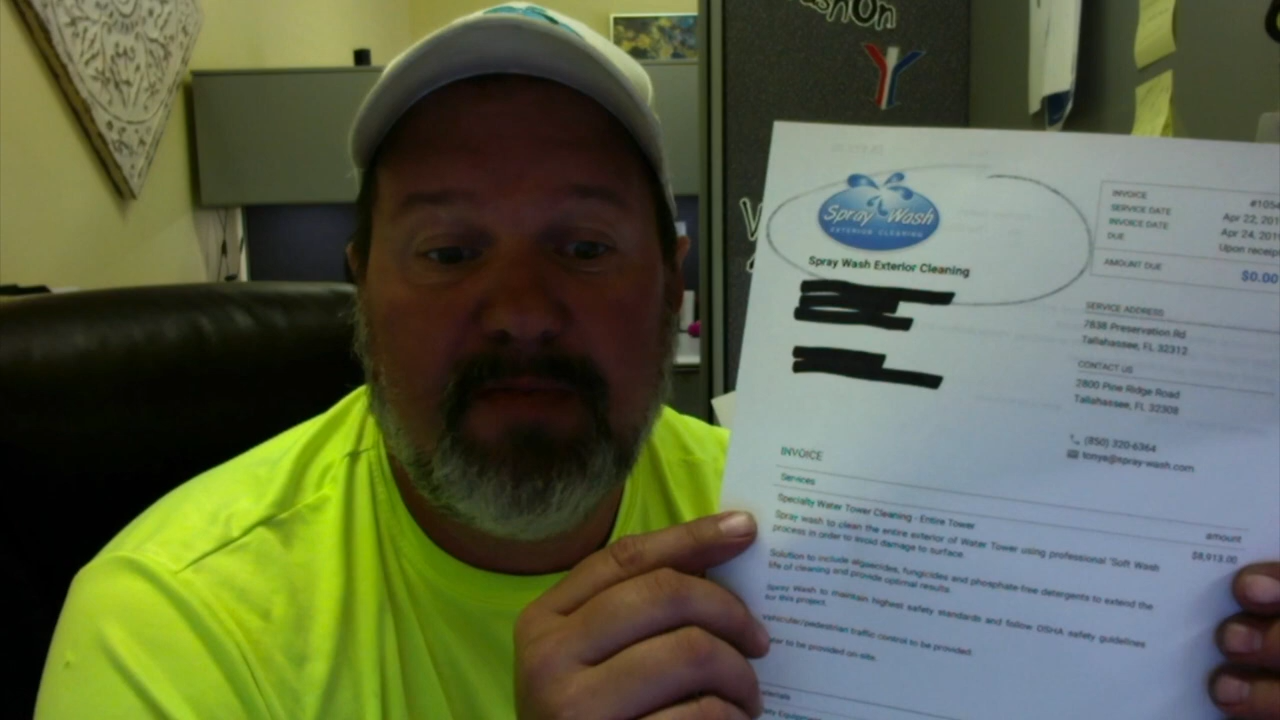 Spray Wash
EXTERIOR CLEANING
Spray Wash Exterior Cleaning
INVOICE
SERVICE DATE Apr 22,
INVOICE DATE Apr 24,
DUE Upon
AMOUNT DUE $0.00
SERVICE ADDRESS
7838 Preservation Rd
Tallahassee, FL 32312
CONTACT US
2800 Pine Ridge Road
Tallahassee, FL 32308
(850) 320-6364
tonya@spray-wash.com
INVOICE
Services amount
Specialty Water Tower Cleaning - Entire Tower $8,913.00
Spray wash to clean the entire exterior of Water Tower using professional 'Soft Wash
process in order to avoid damage to surface.
Solution to include algaecides, fungicides and phosphate-free detergents to extend the
life of cleaning and provide optimal results.
Spray Wash to maintain highest safety standards and follow OSHA safety guidelines
for this project.
vehicular/pedestrian traffic control to be provided.
to be provided on-site.